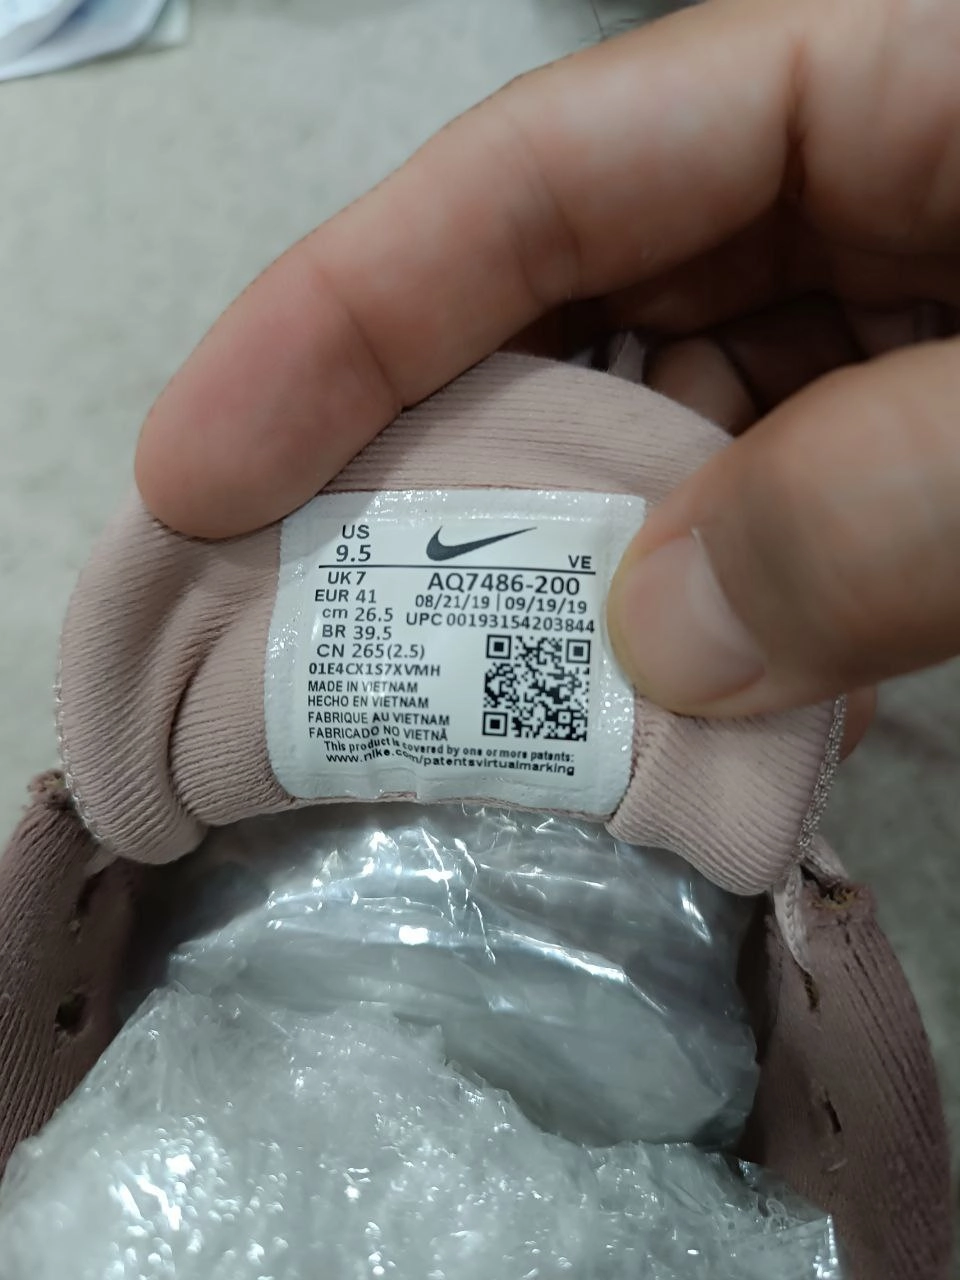 US
9.5
VE
UK 7
EUR 41
cm 26.5
BR 39.5
CN 265(2.5)
AQ7486-200
08/21/19 | 09/19/19
UPC 00193154203844
01E4CX1S7XVMH
MADE IN VIETNAM
HECHO EN VIETNAM
FABRIQUE AU VIETNAM
FABRICADO NO VIETNÃ
This product is covered by one or more patents:
www.nike.com/patentsvirtualmarking